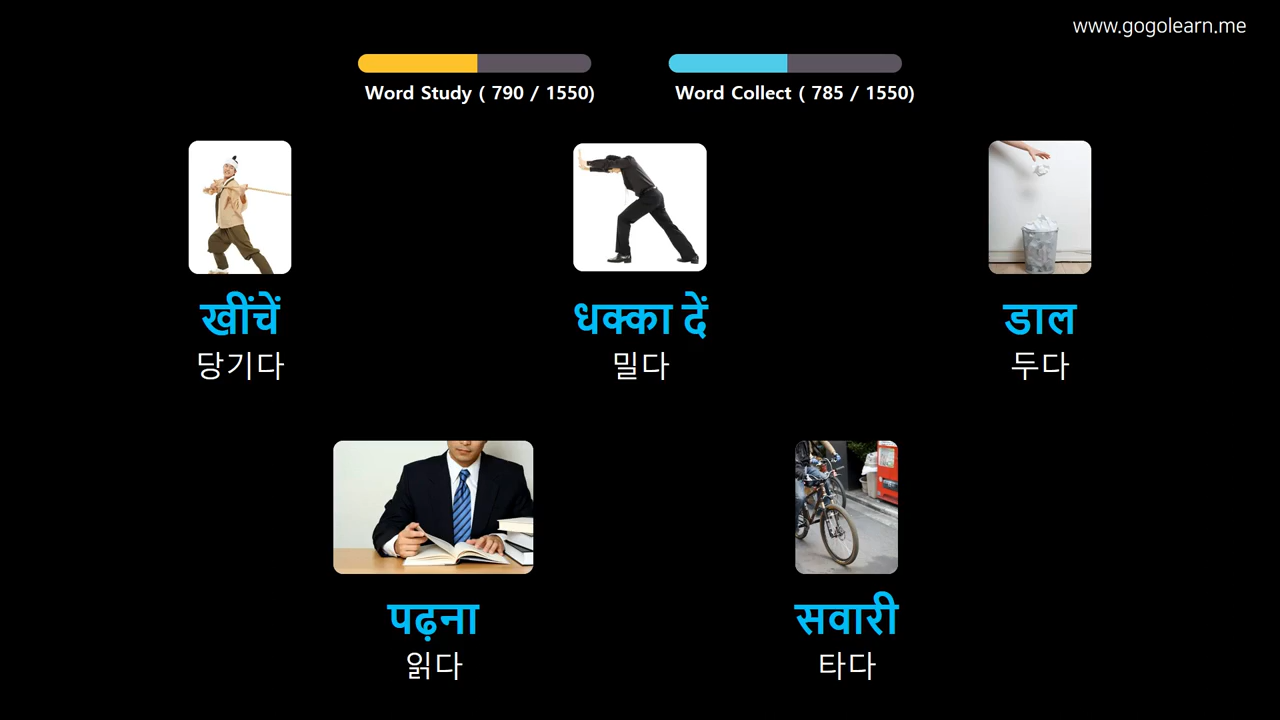 www.gogolearn.me
Word Study ( 790 / 1550)
Word Collect ( 785 / 1550)
खींचें
당기다
धक्का दें
밀다
डाल
두다
पढ़ना
읽다
सवारी
타다